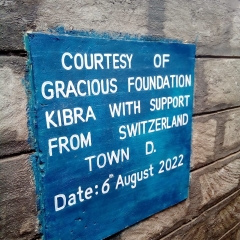 COURTESY OF
GRACIOUS FOUNDATION
KIBRA WITH SUPPORT
FROM SWITZERLAND
TOWN D.
Date: 6th August 2022